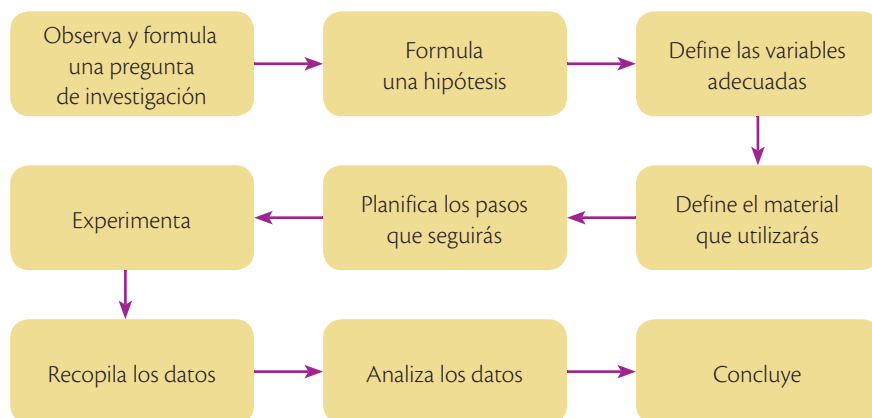 Observa y formula
una pregunta
de investigación
Formula
una hipótesis
Define las variables
adecuadas
Define el material
que utilizarás
Planifica los pasos
que seguirás
Experimenta
Recopila los datos
Analiza los datos
Concluye